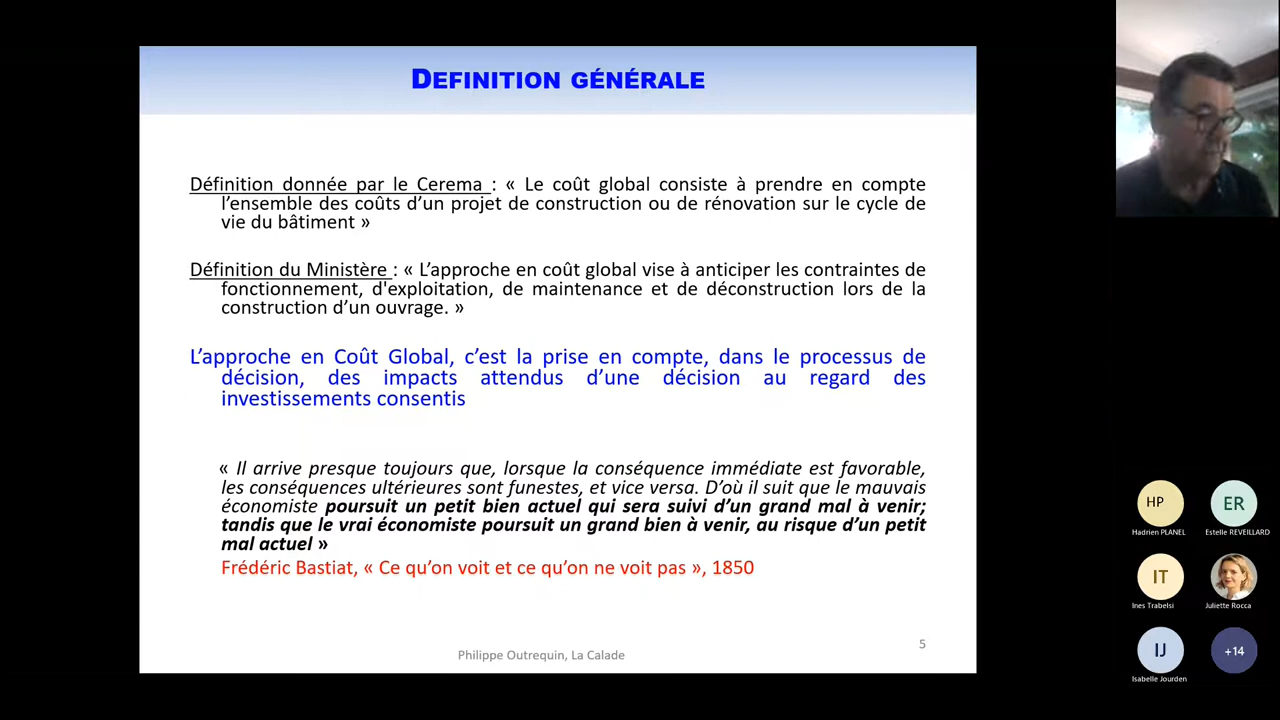 DEFINITION GÉNÉRALE
Définition donnée par le Cerema : « Le coût global consiste à prendre en compte
l’ensemble des coûts d’un projet de construction ou de rénovation sur le cycle de
vie du bâtiment »
Définition du Ministère : « L’approche en coût global vise à anticiper les contraintes de
fonctionnement, d'exploitation, de maintenance et de déconstruction lors de la
construction d’un ouvrage. »
L’approche en Coût Global, c’est la prise en compte, dans le processus de
décision, des impacts attendus d’une décision au regard des
investissements consentis
« Il arrive presque toujours que, lorsque la conséquence immédiate est favorable,
les conséquences ultérieures sont funestes, et vice versa. D’où il suit que le mauvais
économiste poursuit un petit bien actuel qui sera suivi d’un grand mal à venir;
tandis que le vrai économiste poursuit un grand bien à venir, au risque d’un petit
mal actuel »
Frédéric Bastiat, « Ce qu’on voit et ce qu’on ne voit pas », 1850
5
Philippe Outrequin, La Calade
HP
ER
Hadrien PLANEL
Estelle REVEILLARD
IT
Ines Trabelsi
Juliette Rocca
IJ
+14
Isabelle Jourden